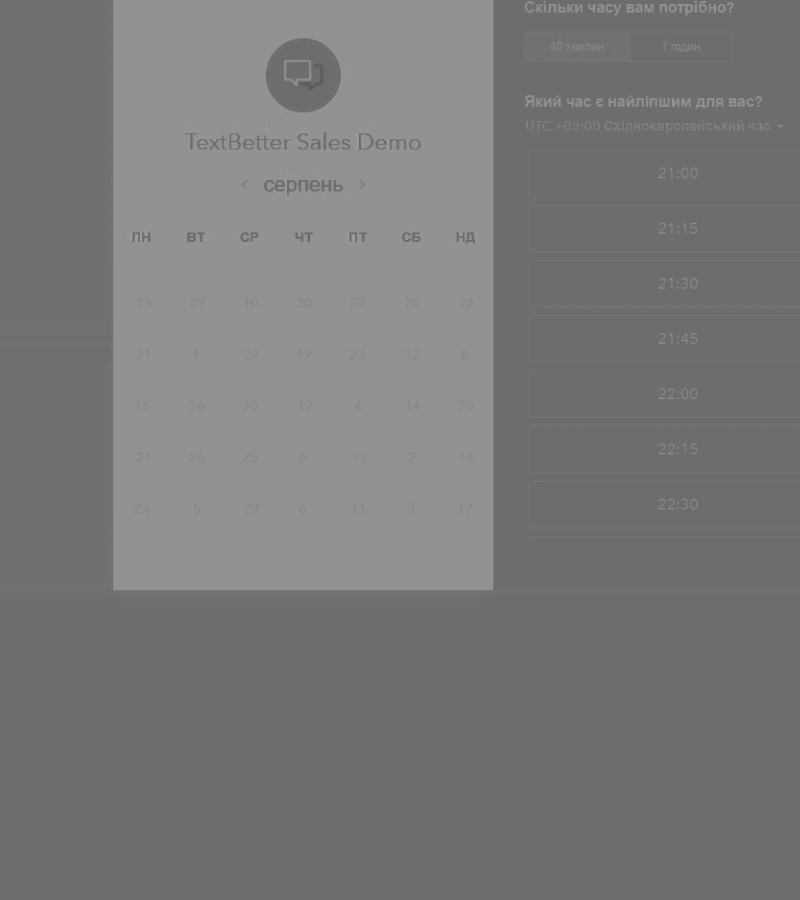 TextBetter Sales Demo
‹ серпень ›
ПН ВТ СР ЧТ ПТ СБ НД
13 29 10 20 24 20 22
21 1 22 19 23 12 6
16 26 30 12 4 14 20
21 26 25 6 13 2 14
24 5 29 6 11 3 17
Скільки часу вам потрібно?
40 хвилин 1 годин
Який час є найліпшим для вас?
UTC +03:00 Східноєвропейський час
21:00
21:15
21:30
21:45
22:00
22:15
22:30